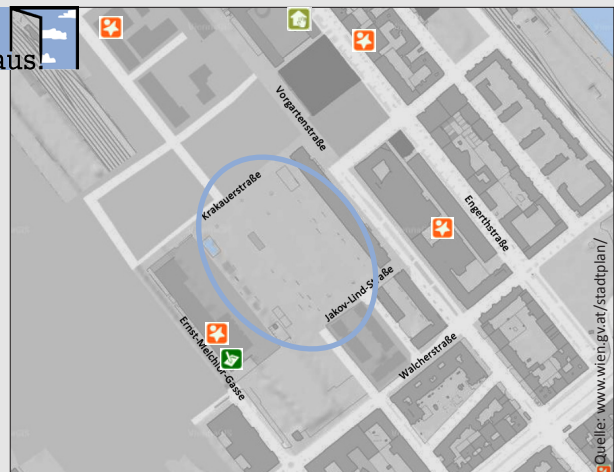 aus!
Vorgartenstraße
Krakauerstraße
Engerthstraße
Jakov-Lind-Straße
Ernst-Melchior-Gasse
Walcherstraße
Quelle: www.wien.gv.at/stadtplan/